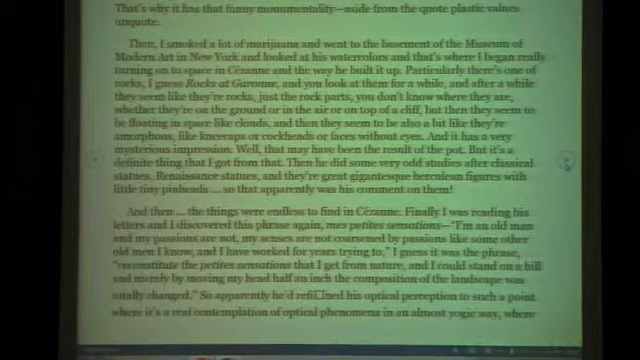 That's why it has that funny monumentality—aside from the quote plastic values
unquote.
Then, I smoked a lot of marijuana and went to the basement of the Museum of
Modern Art in New York and looked at his watercolors and that's where I began really
turning on to space in Cézanne and the way he built it up. Particularly there's one of
rocks, I guess Rocks at Garonne, and you look at them for a while, and after a while
they seem like they're rocks, just the rock parts, you don't know where they are,
whether they're on the ground or in the air or on top of a cliff, but then they seem to
be floating in space like clouds, and then they seem to be also a bit like they're
amorphous, like kneecaps or cockheads or faces without eyes. And it has a very
mysterious impression. Well, that may have been the result of the pot. But it's a
definite thing that I got from that. Then he did some very odd studies after classical
statues, Renaissance statues, and they're great gigantesque herculean figures with
little tiny pinheads ... so that apparently was his comment on them!
And then ... the things were endless to find in Cézanne. Finally I was reading his
letters and I discovered this phrase again, mes petites sensations—"I'm an old man
and my passions are not, my senses are not coarsened by passions like some other
old men I know, and I have worked for years trying to," I guess it was the phrase,
"reconstitute the petites sensations that I get from nature, and I could stand on a hill
and merely by moving my head half an inch the composition of the landscape was
totally changed." So apparently he'd refi□ned his optical perception to such a point
where it's a real contemplation of optical phenomena in an almost yogic way, where